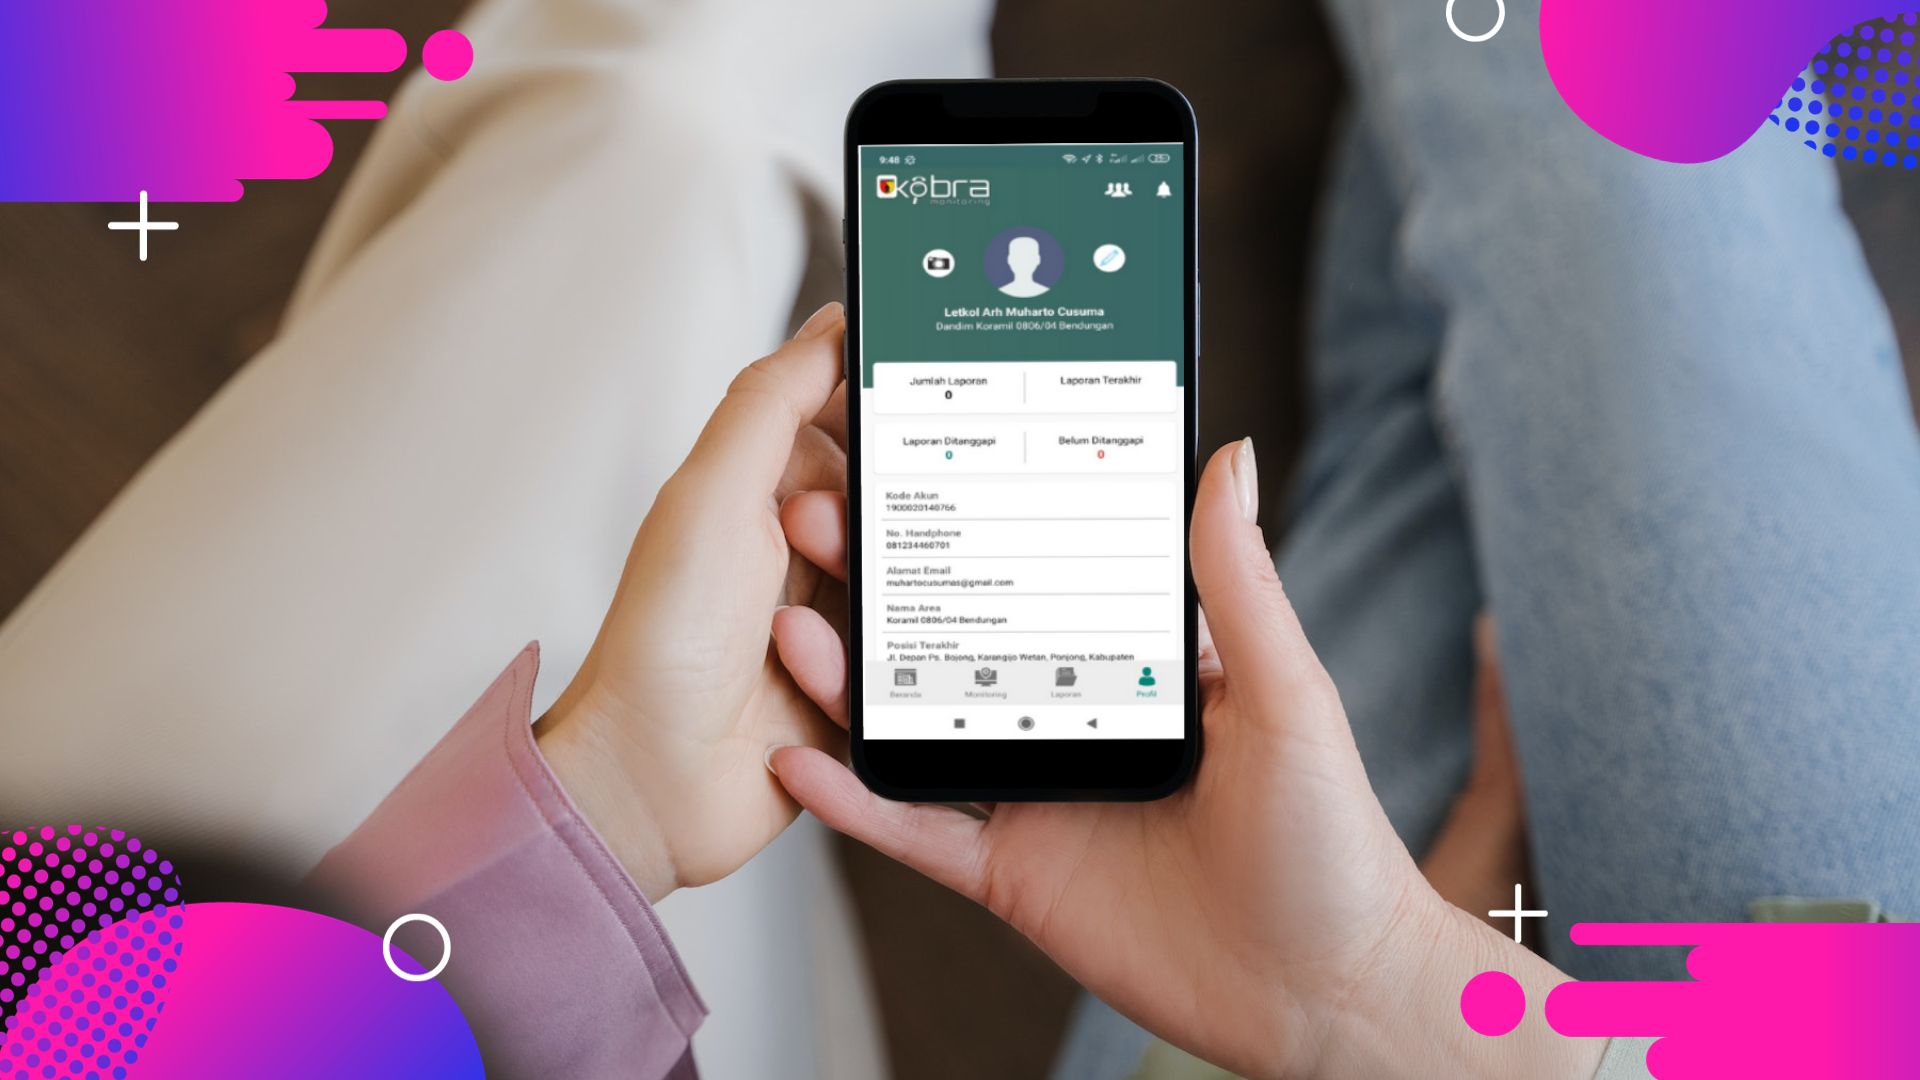 9:48
kobra
monitoring
Letkol Arh Muharto Cusuma
Dandim Koramil 0806/04 Bendungan
Jumlah Laporan
0
Laporan Terakhir
Laporan Ditanggapi
0
Belum Ditanggapi
0
Kode Akun
1900020140766
No. Handphone
081234460701
Alamat Email
muhartocusumas@gmail.com
Nama Area
Koramil 0806/04 Bendungan
Posisi Terakhir
Jl. Depan Ps. Bojong, Karangijo Wetan, Ponjong, Kabupaten
Beranda
Monitoring
Laporan
Profil